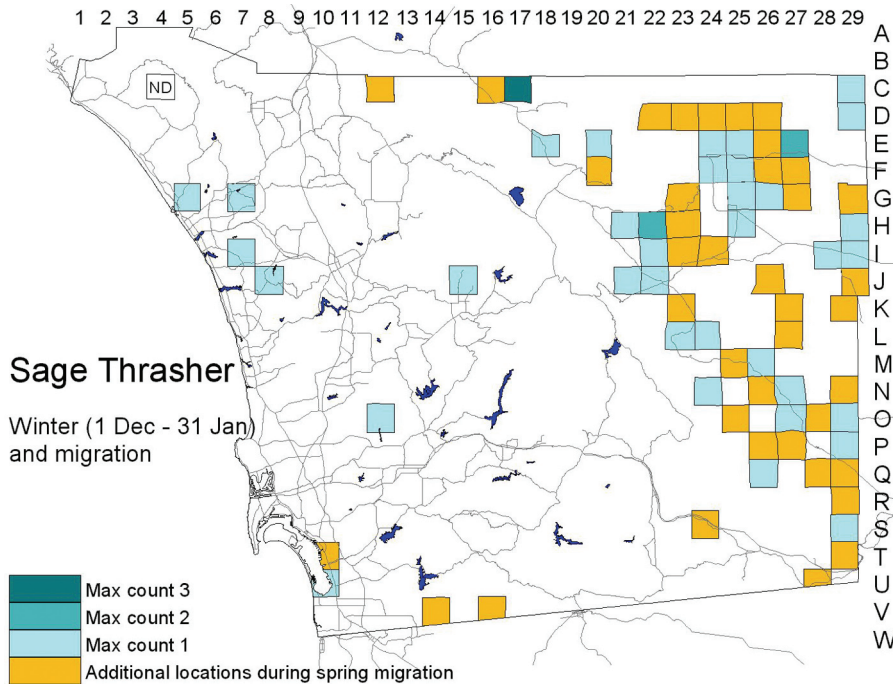 1 2 3 4 5 6 7 8 9 10 11 12 13 14 15 16 17 18 19 20 21 22 23 24 25 26 27 28 29
A
B
C
D
E
F
G
H
I
J
K
L
M
N
O
P
Q
R
S
T
U
V
W
ND
Sage Thrasher
Winter (1 Dec - 31 Jan)
and migration
Max count 3
Max count 2
Max count 1
Additional locations during spring migration